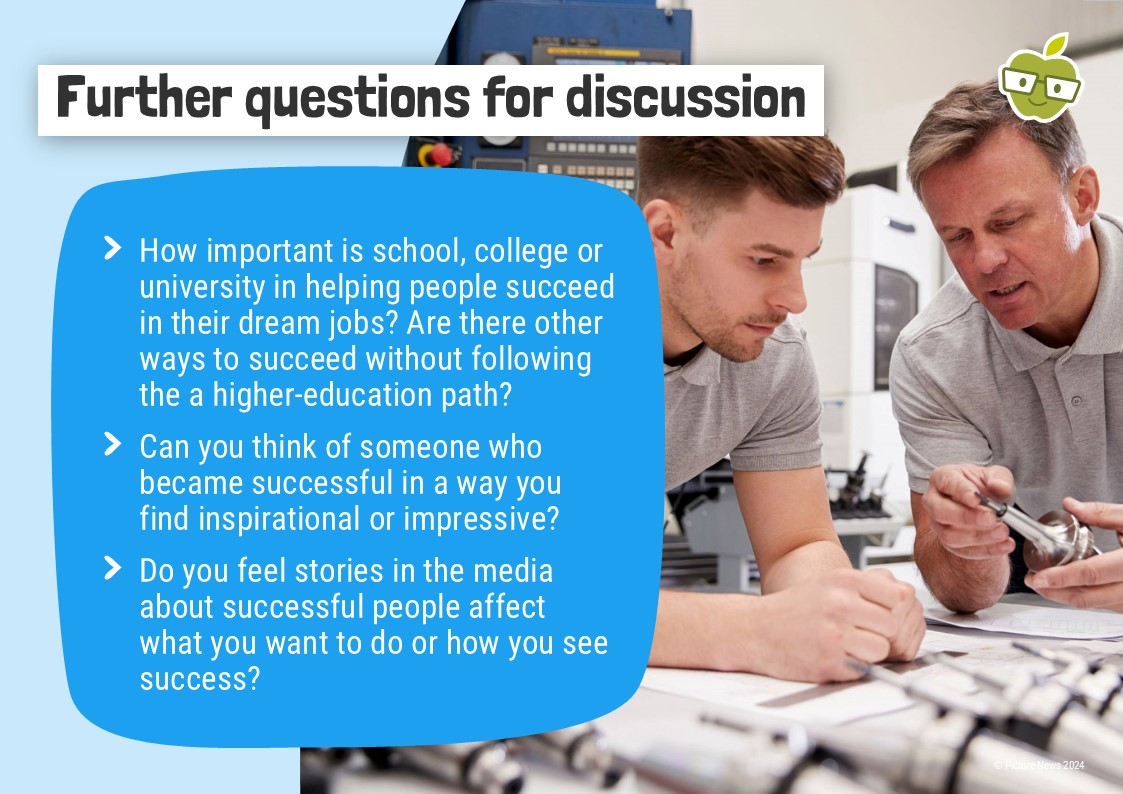 Further questions for discussion
How important is school, college or
university in helping people succeed
in their dream jobs? Are there other
ways to succeed without following
the a higher-education path?
Can you think of someone who
became successful in a way you
find inspirational or impressive?
Do you feel stories in the media
about successful people affect
what you want to do or how you see
success?
© Picture News 2024